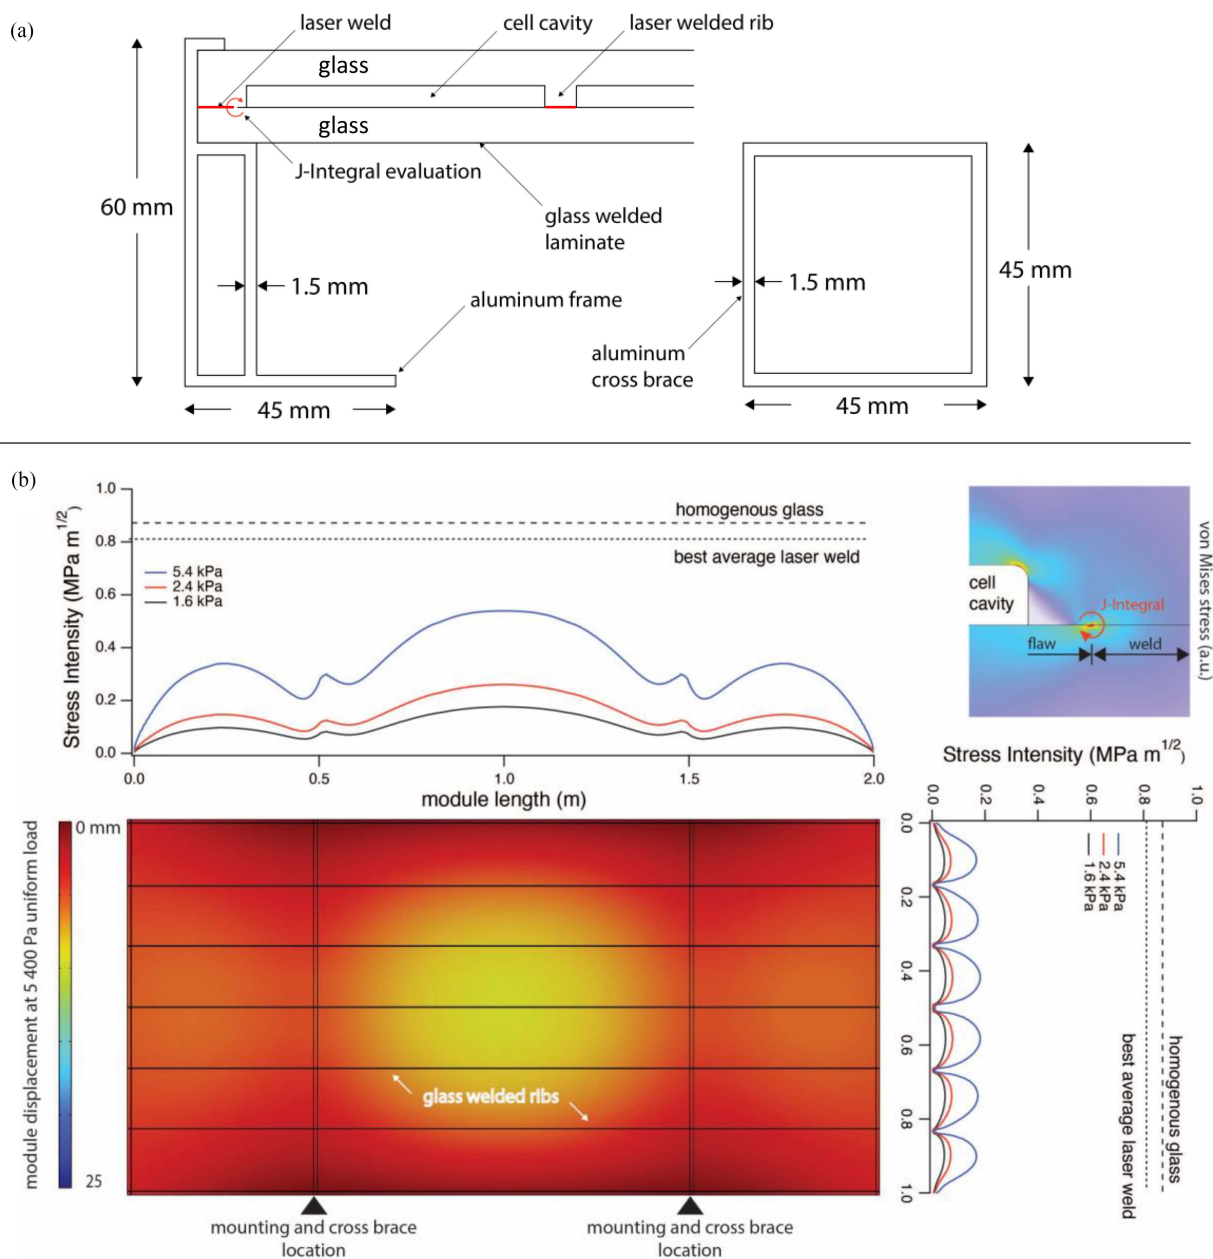 (a)
laser weld
cell cavity
laser welded rib
glass
glass
J-Integral evaluation
60 mm
glass welded
laminate
1.5 mm
aluminum frame
45 mm
1.5 mm
45 mm
aluminum
cross brace
45 mm
(b)
Stress Intensity (MPa m^1/2)
1.0
0.8
0.6
0.4
0.2
0.0
homogenous glass
best average laser weld
5.4 kPa
2.4 kPa
1.6 kPa
0.0
0.5
1.0
1.5
2.0
module length (m)
cell
cavity
J-Integral
flaw
weld
von Mises stress (a.u.)
Stress Intensity (MPa m^1/2)
0.0
0.2
0.4
0.6
0.8
1.0
0.0
0.2
0.4
0.6
0.8
1.0
5.4 kPa
2.4 kPa
1.6 kPa
homogenous glass
best average laser weld
module displacement at 5 400 Pa uniform load
0 mm
25
glass welded ribs
mounting and cross brace
location
mounting and cross brace
location